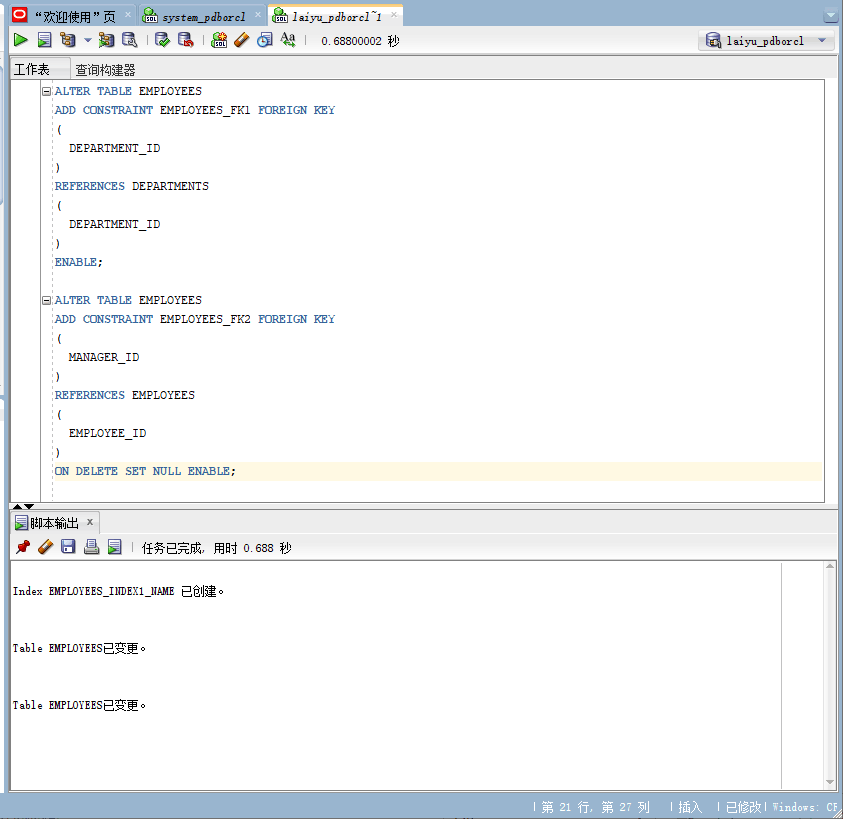 “欢迎使用”页
system_pdborcl
laiyu_pdborcl~1
0.68800002 秒
laiyu_pdborcl
工作表
查询构建器
ALTER TABLE EMPLOYEES
ADD CONSTRAINT EMPLOYEES_FK1 FOREIGN KEY
(
DEPARTMENT_ID
)
REFERENCES DEPARTMENTS
(
DEPARTMENT_ID
)
ENABLE;
ALTER TABLE EMPLOYEES
ADD CONSTRAINT EMPLOYEES_FK2 FOREIGN KEY
(
MANAGER_ID
)
REFERENCES EMPLOYEES
(
EMPLOYEE_ID
)
ON DELETE SET NULL ENABLE;
脚本输出
任务已完成, 用时 0.688 秒
Index EMPLOYEES_INDEX1_NAME 已创建。
Table EMPLOYEES已变更。
Table EMPLOYEES已变更。
第 21 行, 第 27 列 | 插入 | 已修改 | Windows: CF